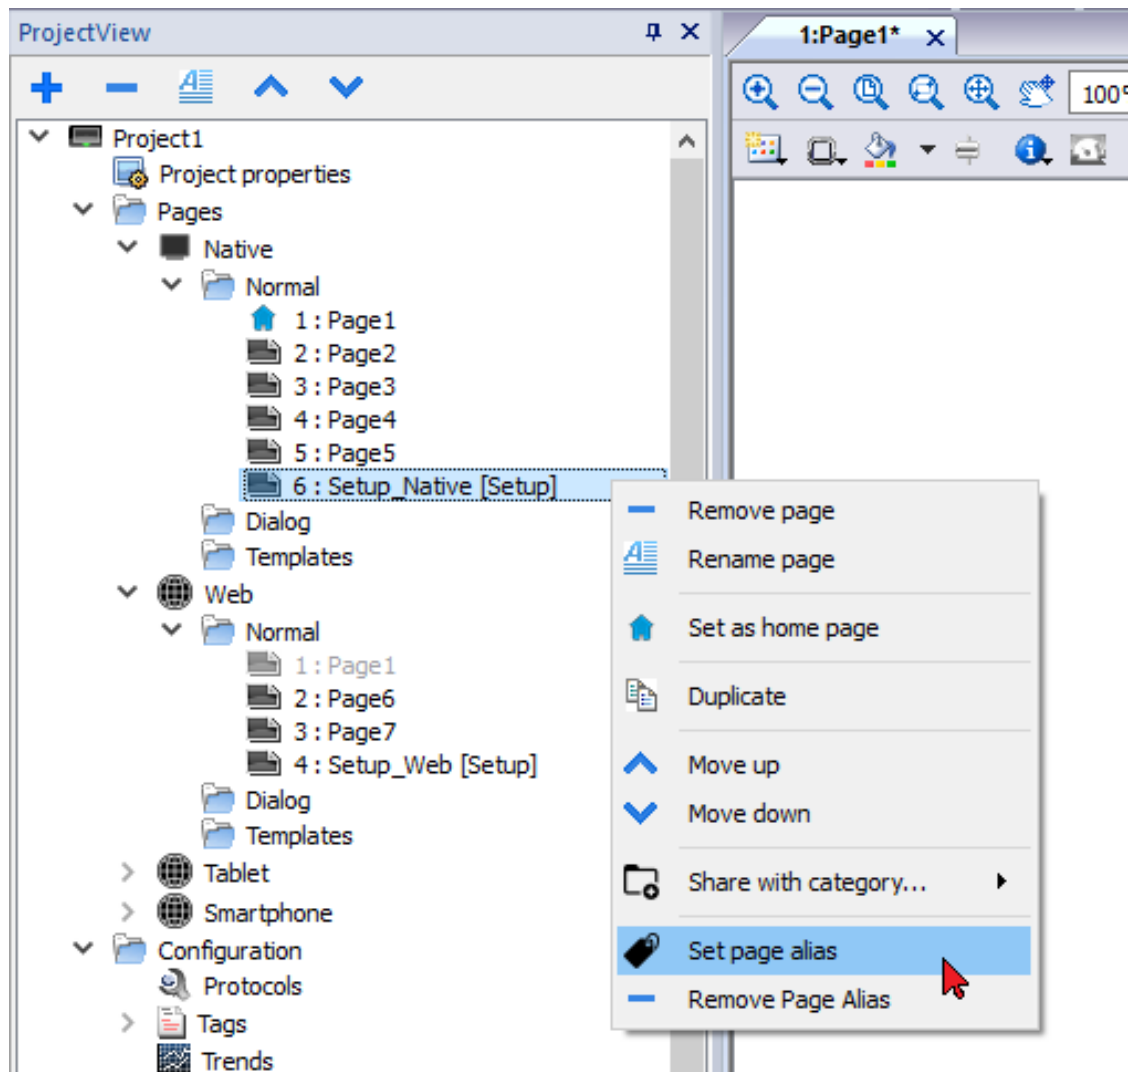 ProjectView
1:Page1*
100%
Project1
Project properties
Pages
Native
Normal
1 : Page1
2 : Page2
3 : Page3
4 : Page4
5 : Page5
6 : Setup_Native [Setup]
Dialog
Templates
Web
Normal
1 : Page1
2 : Page6
3 : Page7
4 : Setup_Web [Setup]
Dialog
Templates
Tablet
Smartphone
Configuration
Protocols
Tags
Trends
Remove page
Rename page
Set as home page
Duplicate
Move up
Move down
Share with category...
Set page alias
Remove Page Alias